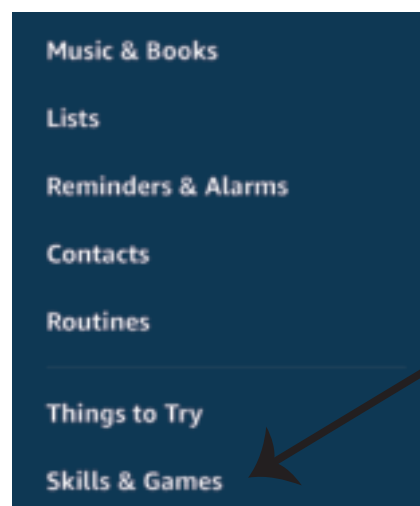 Music & Books
Lists
Reminders & Alarms
Contacts
Routines
Things to Try
Skills & Games